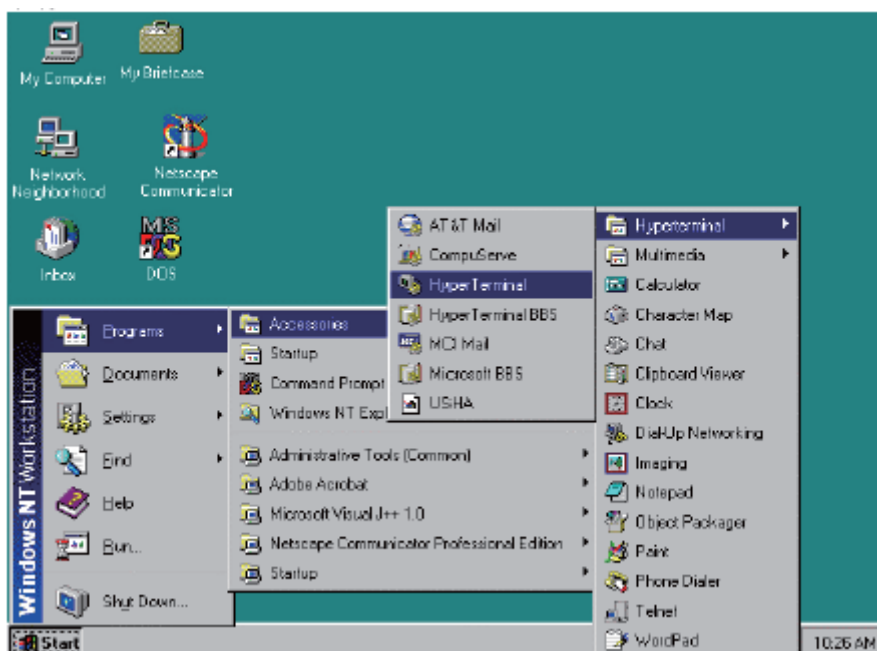 My Computer
My Briefcase
Network
Neighborhood
Netscape
Communicator
Inbox
MS
DOS
DOS
Windows NT Workstation
Programs
Documents
Settings
Find
Help
Run...
Shut Down...
Accessories
Startup
Command Prompt
Windows NT Expl
Administrative Tools (Common)
Adobe Acrobat
Microsoft Visual J++ 1.0
Netscape Communicator Professional Edition
Startup
AT&T Mail
CompuServe
HyperTerminal
HyperTerminal BBS
MCI Mail
Microsoft BBS
USHA
Hyperterminal
Multimedia
Calculator
Character Map
Chat
Clipboard Viewer
Clock
Dial-Up Networking
Imaging
Notepad
Object Packager
Paint
Phone Dialer
Telnet
WordPad
Start
10:26 AM